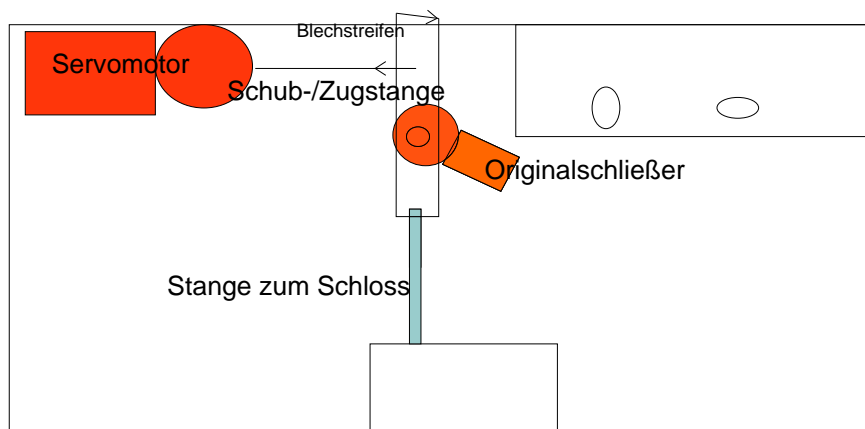 Blechstreifen
Servomotor
Schub-/Zugstange
Originalschließer
Stange zum Schloss